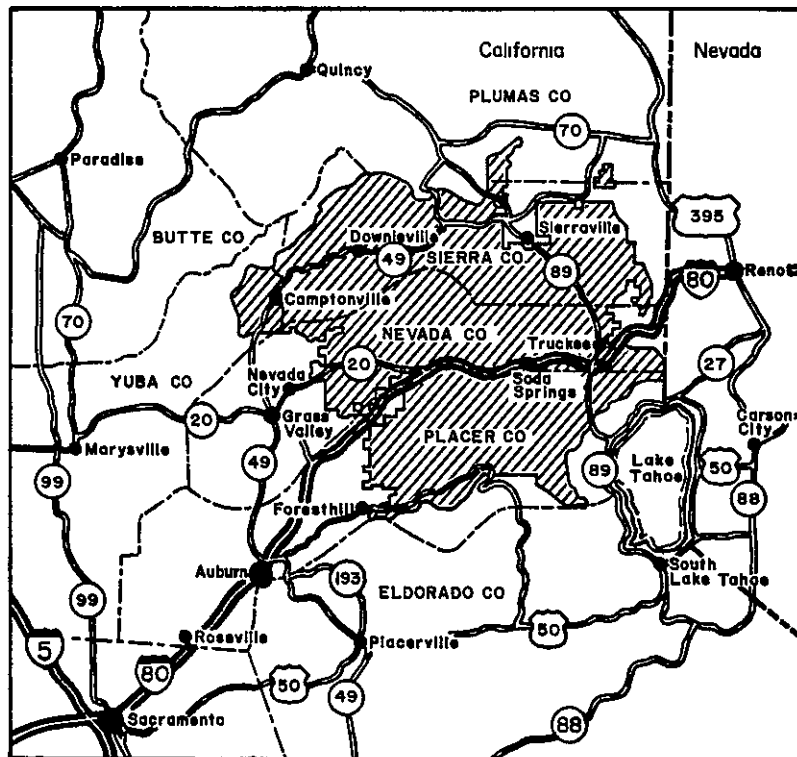 California Nevada
Quincy
PLUMAS CO
70
Paradise
395
BUTTE CO
Downieville
Sierraville
49
SIERRA CO
89
80
Reno
Camptonville
70
NEVADA CO
Truckee
YUBA CO
Nevada
City
20
Soda
Springs
27
20
Grass
Valley
Carson
City
Marysville
49
PLACER CO
99
89
Lake
Tahoe
50
88
Foresthill
Auburn
193
ELDORADO CO
South
Lake Tahoe
99
Roseville
Placerville
50
5
80
50
49
Sacramento
88